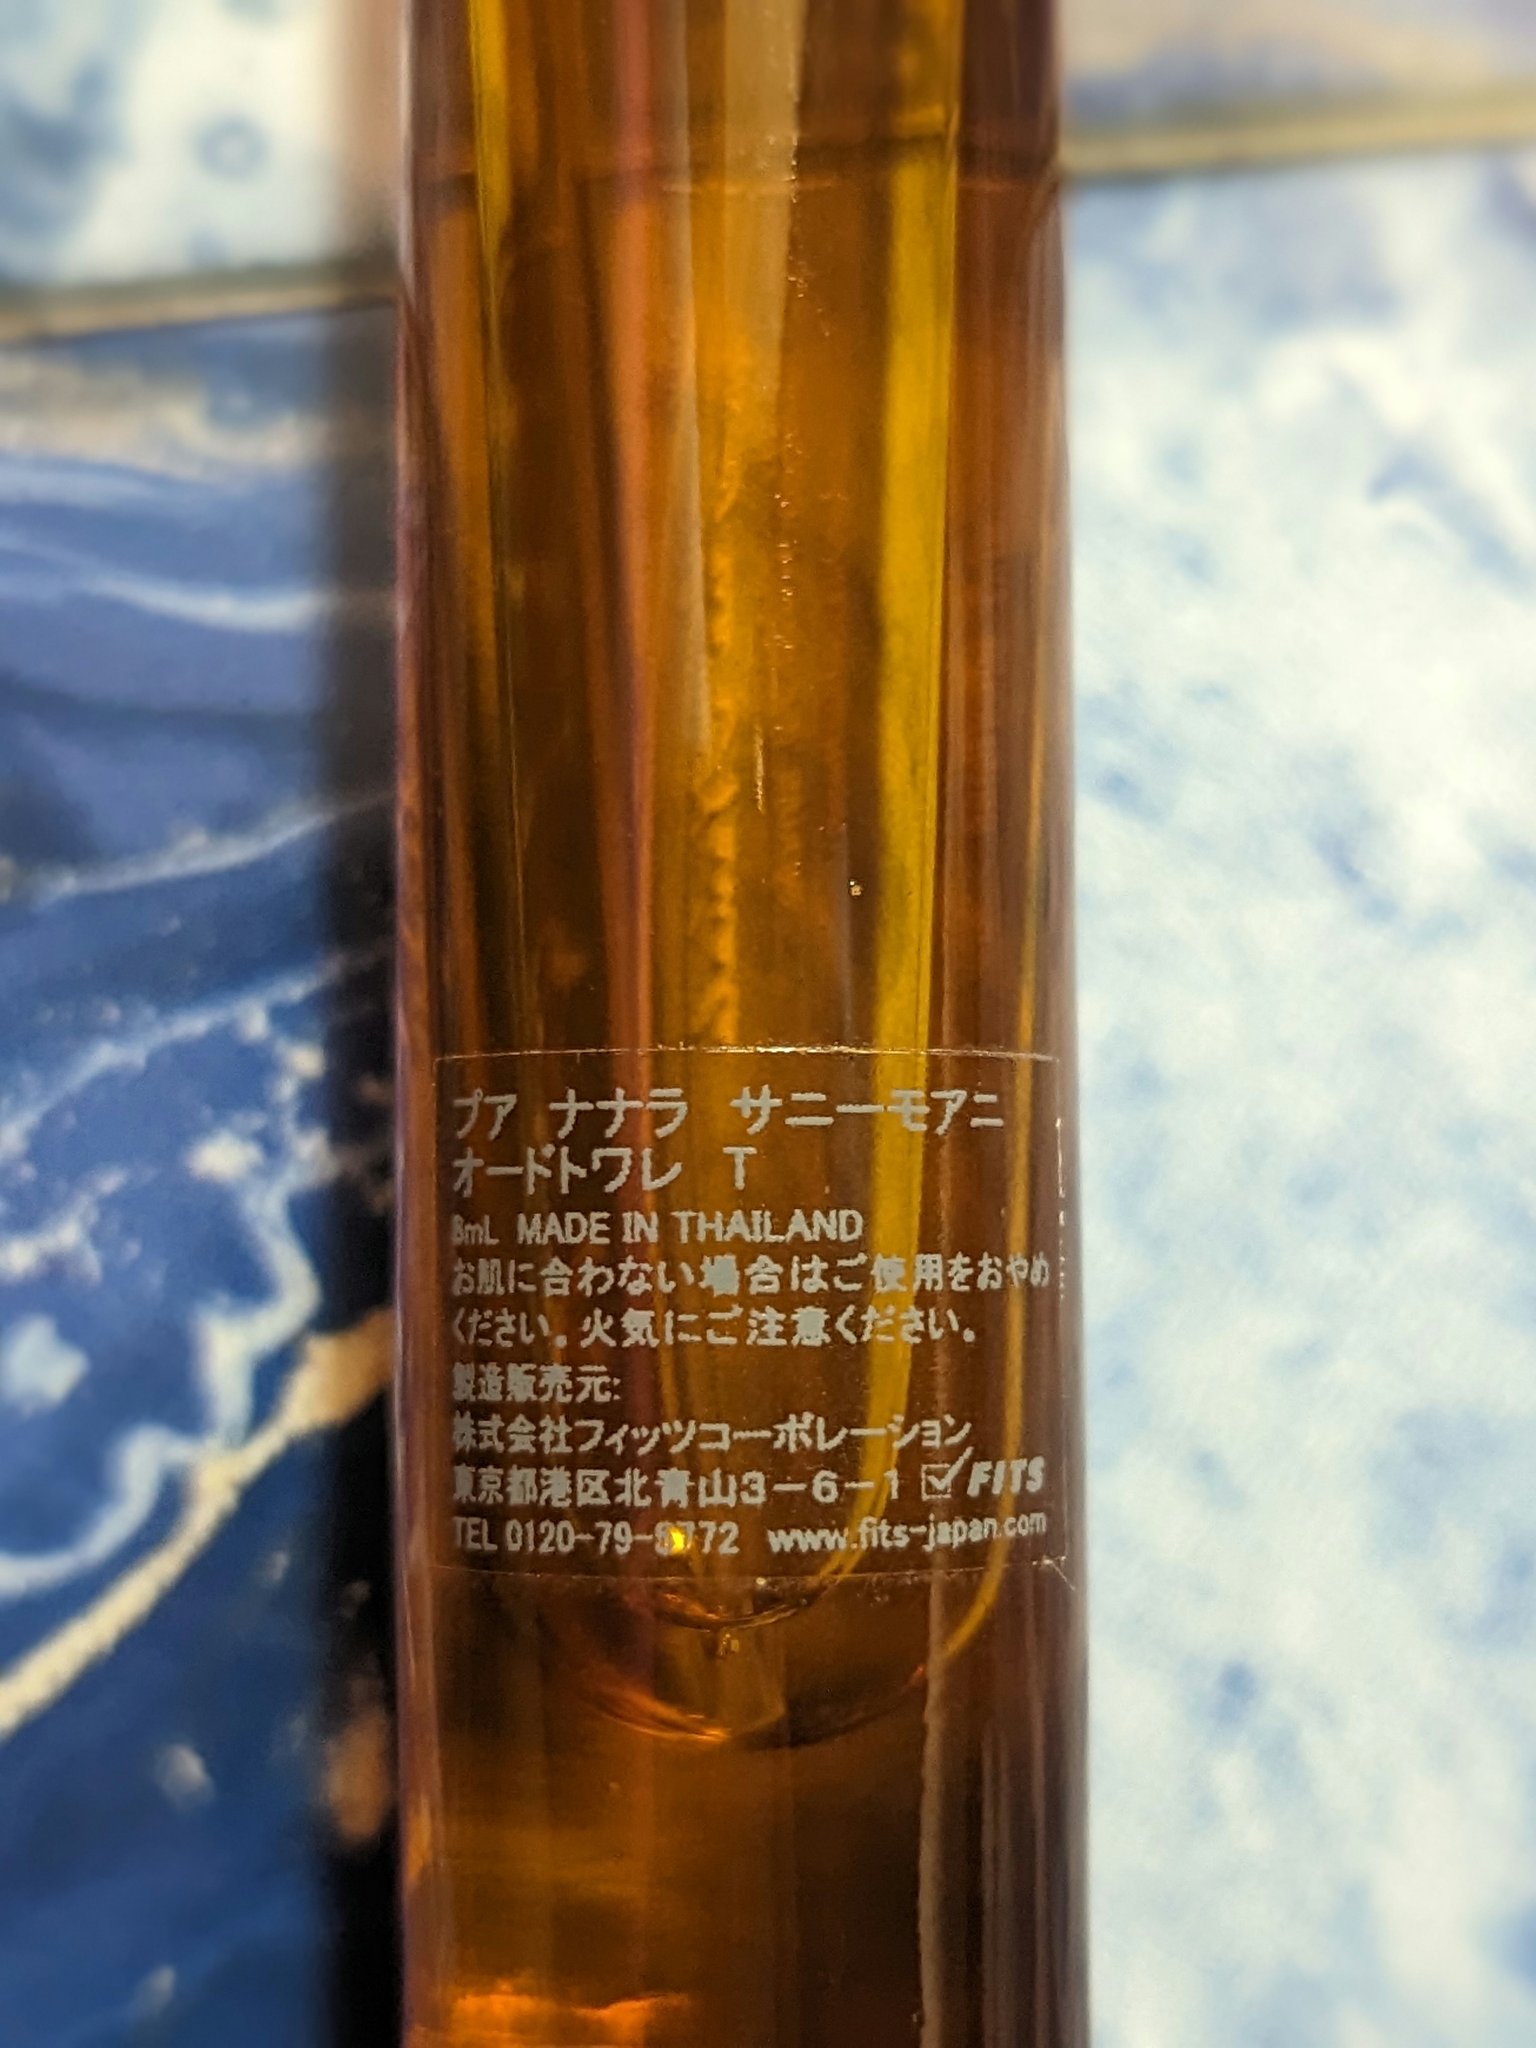 プア ナナラ サニーモアニ
オードトワレ T
8mL MADE IN THAILAND
お肌に合わない場合はご使用をおやめ
ください。火気にご注意ください。
製造販売元:
株式会社フィッツコーポレーション
東京都港区北青山3-6-1 FITS
TEL 0120-79-8772 www.fits-japan.com